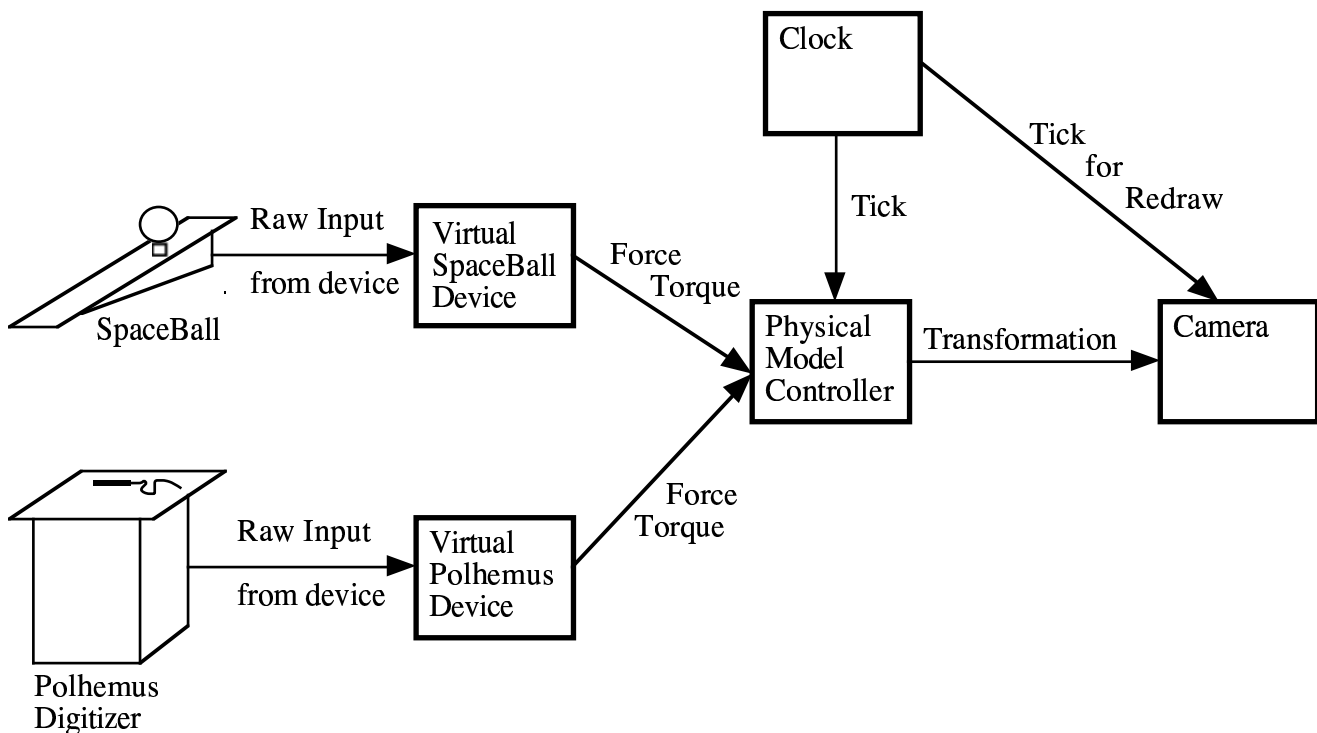 Clock
Tick
for
Redraw
Tick
Raw Input
from device
SpaceBall
Virtual
SpaceBall
Device
Force
Torque
Physical
Model
Controller
Transformation
Camera
Raw Input
from device
Polhemus
Digitizer
Virtual
Polhemus
Device
Force
Torque